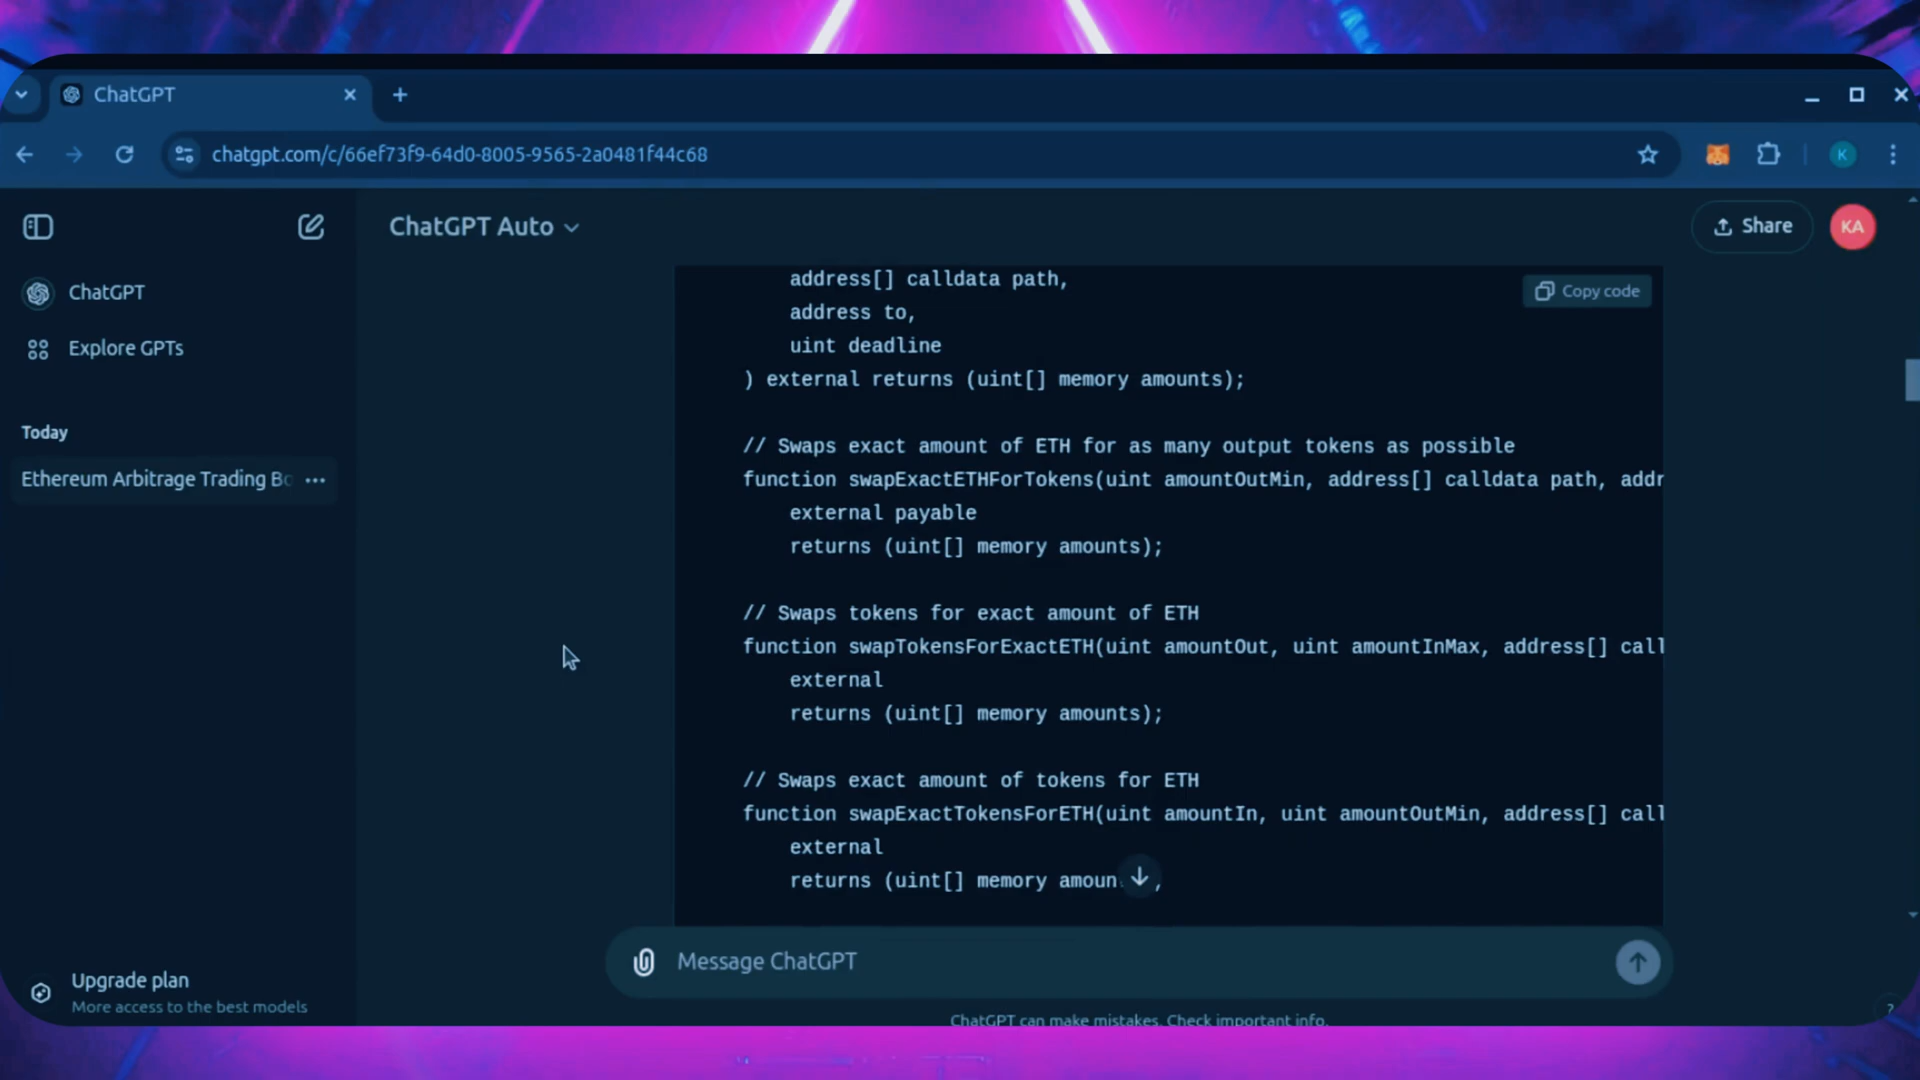 ChatGPT
chatgpt.com/c/66ef73f9-64d0-8005-9565-2a0481f44c68
K
ChatGPT Auto
Share
KA
ChatGPT
Explore GPTs
Today
Ethereum Arbitrage Trading Bo
Copy code
address[] calldata path,
address to,
uint deadline
) external returns (uint[] memory amounts);
// Swaps exact amount of ETH for as many output tokens as possible
function swapExactETHForTokens(uint amountOutMin, address[] calldata path, addr
external payable
returns (uint[] memory amounts);
// Swaps tokens for exact amount of ETH
function swapTokensForExactETH(uint amountOut, uint amountInMax, address[] call
external
returns (uint[] memory amounts);
// Swaps exact amount of tokens for ETH
function swapExactTokensForETH(uint amountIn, uint amountOutMin, address[] call
external
returns (uint[] memory amoun
Message ChatGPT
Upgrade plan
More access to the best models
ChatGPT can make mistakes. Check important info.
?